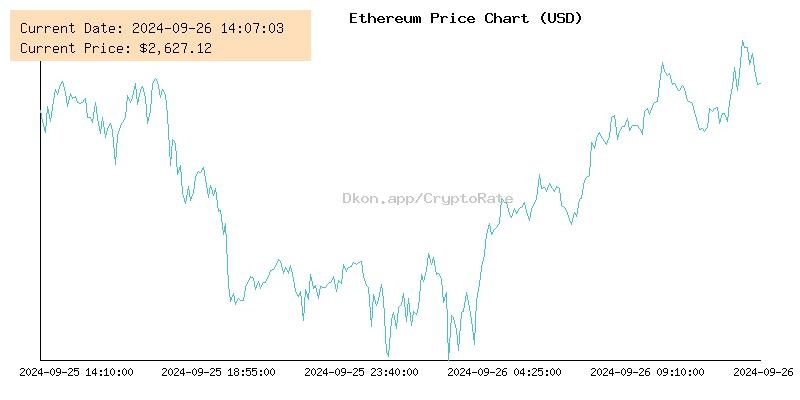 Ethereum Price Chart (USD)
Current Date: 2024-09-26 14:07:03
Current Price: $2,627.12
Dkon.app/CryptoRate
2024-09-25 14:10:00
2024-09-25 18:55:00
2024-09-25 23:40:00
2024-09-26 04:25:00
2024-09-26 09:10:00
2024-09-26